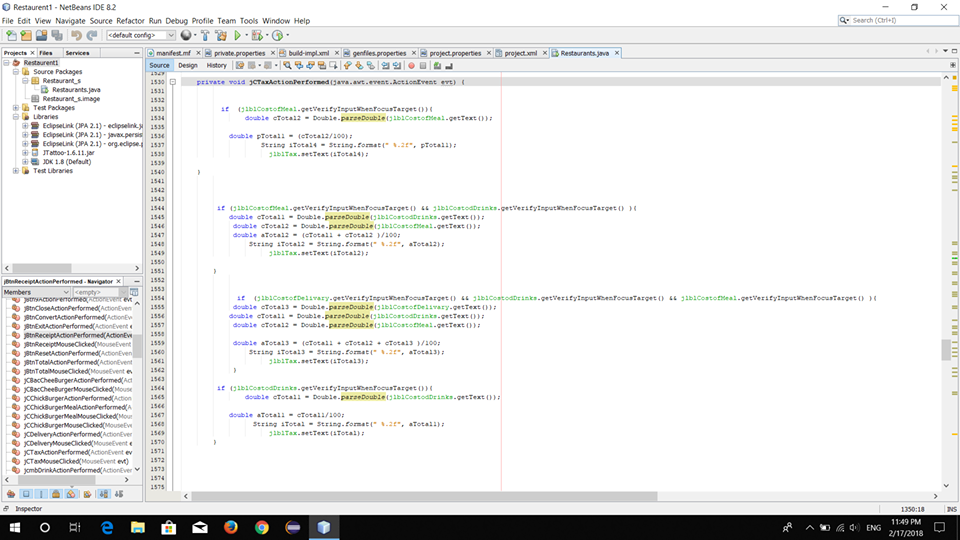 Restaurent1 - NetBeans IDE 8.2
File Edit View Navigate Source Refactor Run Debug Profile Team Tools Window Help
Search (Ctrl+I)
<default config>
Projects Files Services
manifest.mf private.properties build-impl.xml genfiles.properties project.properties project.xml Restaurants.java
Source Design History
Restaurent1
Source Packages
Restaurant_s
Restaurants.java
Restaurant_s.image
Test Packages
Libraries
EclipseLink (JPA 2.1) - eclipselink.ja
EclipseLink (JPA 2.1) - javax.persis
EclipseLink (JPA 2.1) - org.eclipse.p
JTattoo-1.6.11.jar
JDK 1.8 (Default)
Test Libraries
jBtnReceiptActionPerformed - Navigator
Members <empty>
jBtnCloseActionPerformed(ActionEvent
jBtnConvertActionPerformed(ActionEv
jBtnExtActionPerformed(ActionEvent ev
jBtnReceiptActionPerformed(ActionEve
jBtnReceiptMouseClicked(MouseEvent
jBtnResetActionPerformed(ActionEvent
jBtnTotalActionPerformed(ActionEvent
jBtnTotalMouseClicked(MouseEvent ev
jCBacCheeBurgerActionPerformed(Act
jCBacCheeBurgerMouseClicked(Mouse
jCChickBurgerActionPerformed(Action
jCChickBurgerMealActionPerformed(Ac
jCChickBurgerMealMouseClicked(Mous
jCChickBurgerMouseClicked(MouseEve
jCDeliveryActionPerformed(ActionEven
jCDeliveryMouseClicked(MouseEvent e
jCTaxActionPerformed(ActionEvent ev
jCTaxMouseClicked(MouseEvent evt)
jcmbDrinkActionPerformed(ActionEven
1529
1530 private void jCTaxActionPerformed(java.awt.event.ActionEvent evt) {
1531
1532
1533 if (jlblCostofMeal.getVerifyInputWhenFocusTarget()){
1534 double cTotal2 = Double.parseDouble(jlblCostofMeal.getText());
1535
1536 double pTotal1 = (cTotal2/100);
1537 String iTotal4 = String.format(" %.2f", pTotal1);
1538 jlblTax.setText(iTotal4);
1539
1540 }
1541
1542
1543
1544 if (jlblCostofMeal.getVerifyInputWhenFocusTarget() && jlblCostodDrinks.getVerifyInputWhenFocusTarget() ){
1545 double cTotal1 = Double.parseDouble(jlblCostodDrinks.getText());
1546 double cTotal2 = Double.parseDouble(jlblCostofMeal.getText());
1547 double aTotal2 = (cTotal1 + cTotal2 )/100;
1548 String iTotal2 = String.format(" %.2f", aTotal2);
1549 jlblTax.setText(iTotal2);
1550
1551 }
1552
1553
1554 if (jlblCostofDelivary.getVerifyInputWhenFocusTarget() && jlblCostodDrinks.getVerifyInputWhenFocusTarget() && jlblCostofMeal.getVerifyInputWhenFocusTarget() ){
1555 double cTotal3 = Double.parseDouble(jlblCostofDelivary.getText());
1556 double cTotal1 = Double.parseDouble(jlblCostodDrinks.getText());
1557 double cTotal2 = Double.parseDouble(jlblCostofMeal.getText());
1558
1559 double aTotal3 = (cTotal1 + cTotal2 + cTotal3 )/100;
1560 String iTotal3 = String.format(" %.2f", aTotal3);
1561 jlblTax.setText(iTotal3);
1562 }
1563
1564 if (jlblCostodDrinks.getVerifyInputWhenFocusTarget()){
1565 double cTotal1 = Double.parseDouble(jlblCostodDrinks.getText());
1566
1567 double aTotal1 = cTotal1/100;
1568 String iTotal = String.format(" %.2f", aTotal1);
1569 jlblTax.setText(iTotal);
1570 }
1571
1572
1573
1574
1575
Inspector
1350:18 INS
ENG
11:49 PM
2/17/2018